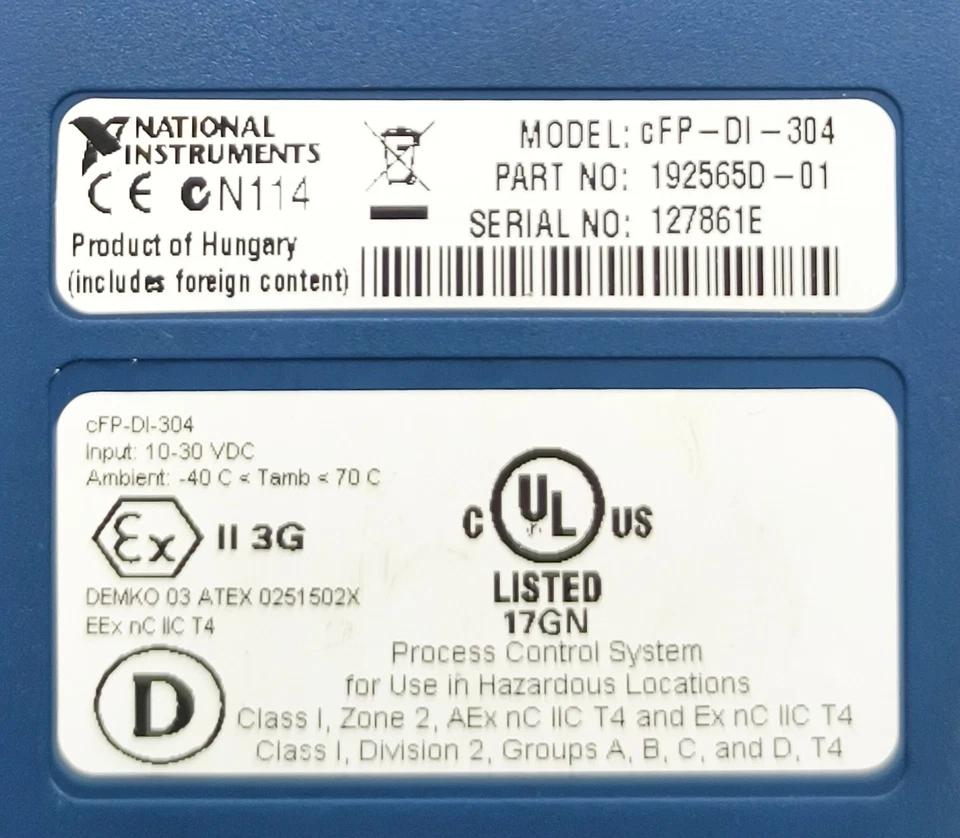 NATIONAL
INSTRUMENTS
CE N114
Product of Hungary
(includes foreign content)
MODEL: cFP-DI-304
PART NO: 192565D-01
SERIAL NO: 127861E
cFP-DI-304
Input: 10-30 VDC
Ambient: -40 C < Tamb < 70 C
Ex II 3G
DEMKO 03 ATEX 0251502X
EEx nC IIC T4
D
C UL US
LISTED
17GN
Process Control System
for Use in Hazardous Locations
Class I, Zone 2, AEx nC IIC T4 and Ex nC IIC T4
Class I, Division 2, Groups A, B, C, and D, T4